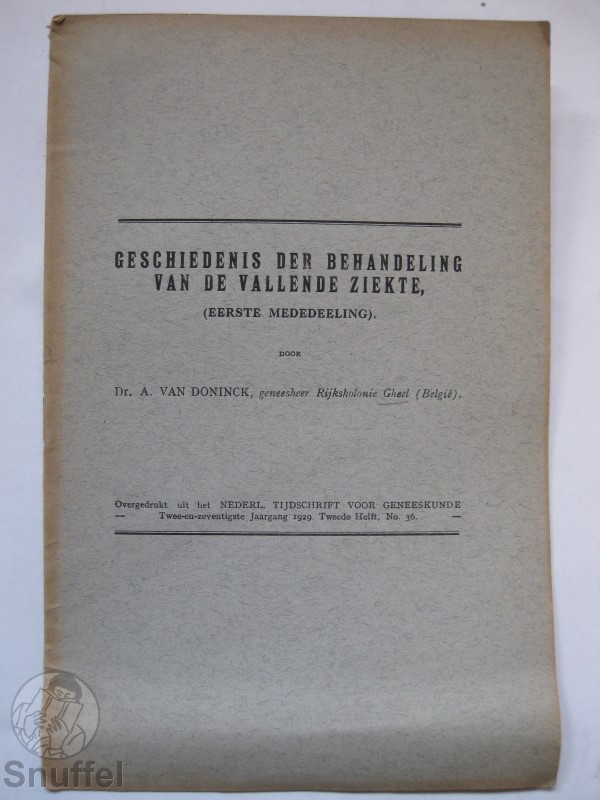 GESCHIEDENIS DER BEHANDELING
VAN DE VALLENDE ZIEKTE,
(EERSTE MEDEDEELING).
DOOR
Dr. A. VAN DONINCK, geneesheer Rijkskolonie Gheel (België).
Overgedrukt uit het NEDERL. TIJDSCHRIFT VOOR GENEESKUNDE
— Twee-en-zeventigste Jaargang 1929 Tweede Helft, No. 36. —
Snuffel